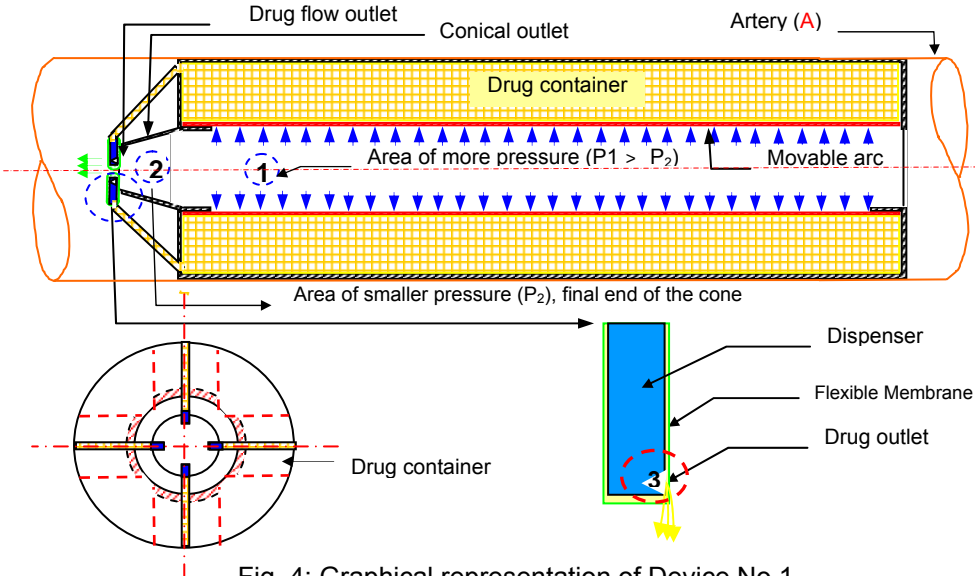 Drug flow outlet
Conical outlet
Artery (A)
Drug container
2
1
Area of more pressure (P1 > P₂)
Movable arc
Area of smaller pressure (P₂), final end of the cone
Dispenser
Flexible Membrane
Drug outlet
3
Drug container
Fig. 4: Graphical representation of Device No 1